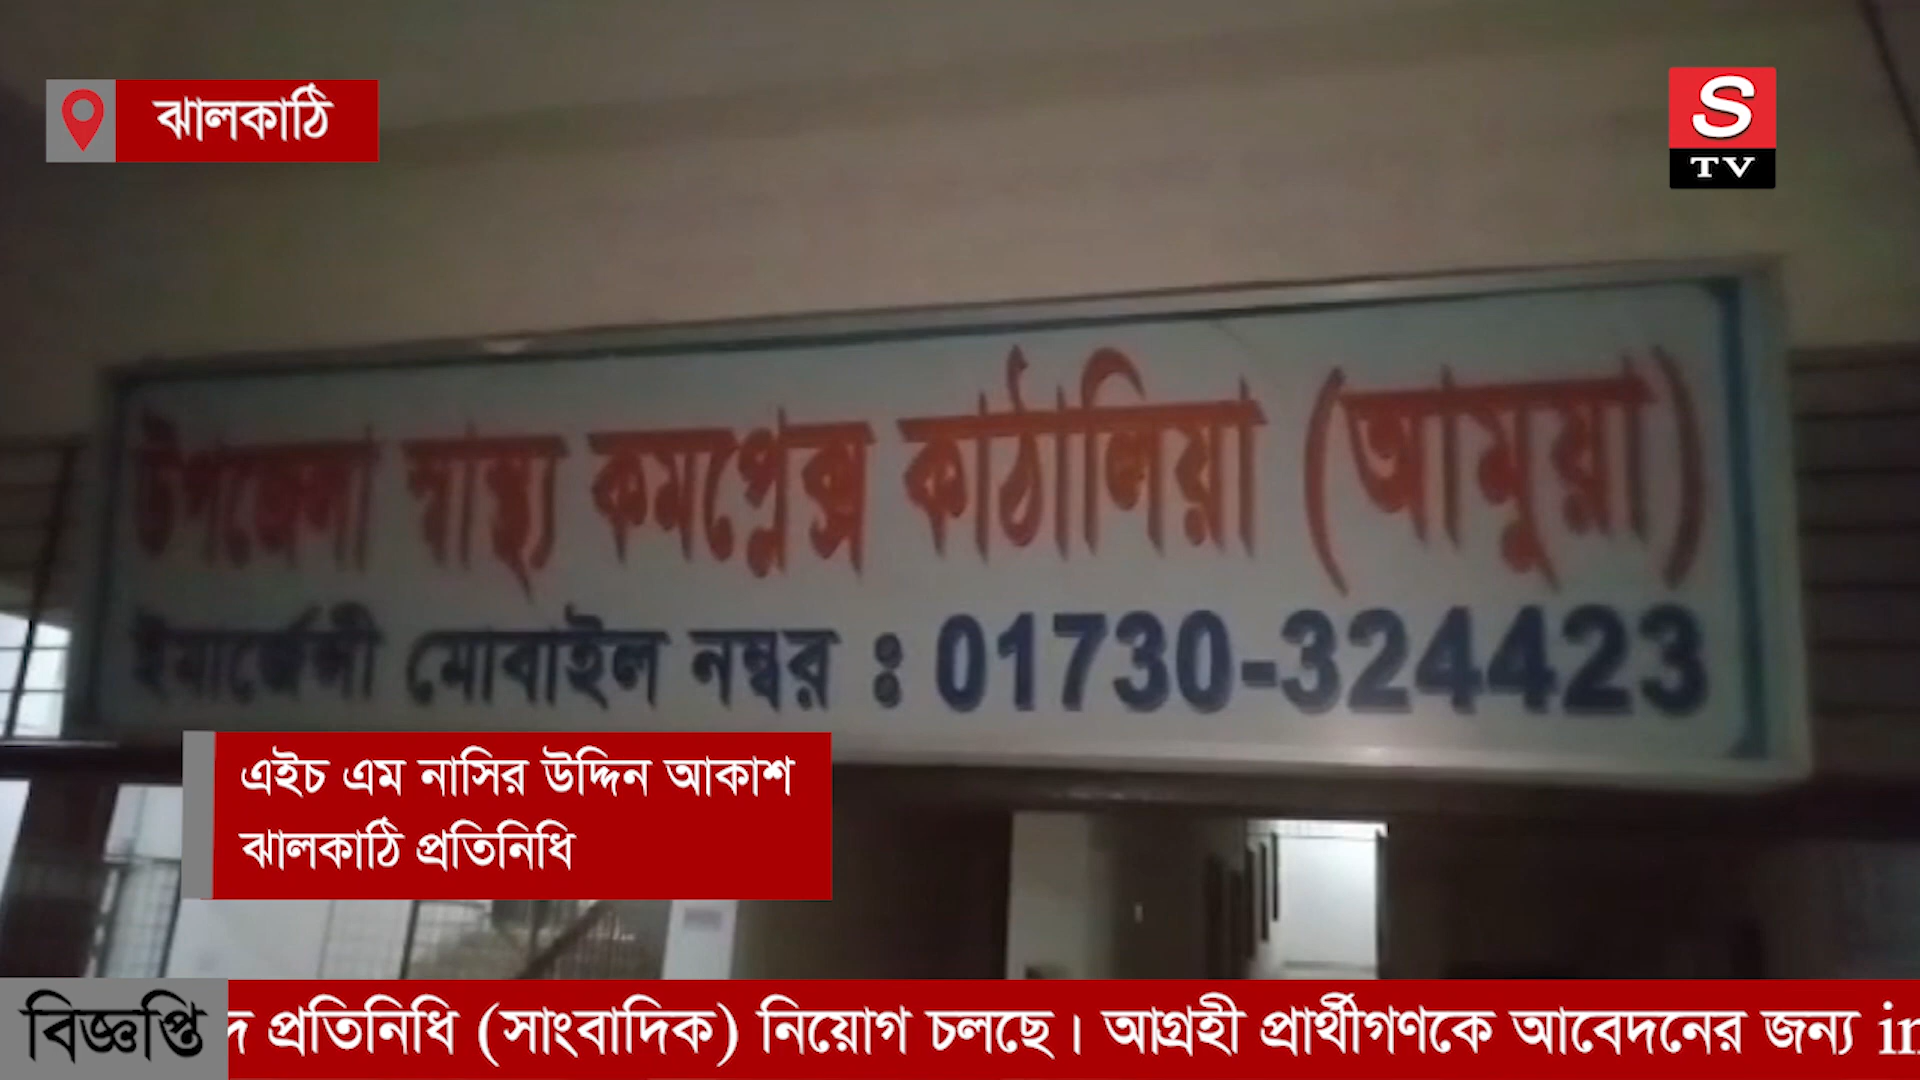 ঝালকাঠি
S
TV
উপজেলা স্বাস্থ্য কমপ্লেক্স কাঠালিয়া (আমুয়া)
ইমার্জেন্সী মোবাইল নম্বর : 01730-324423
এইচ এম নাসির উদ্দিন আকাশ
ঝালকাঠি প্রতিনিধি
বিজ্ঞপ্তি
প্রতিনিধি (সাংবাদিক) নিয়োগ চলছে। আগ্রহী প্রার্থীগণকে আবেদনের জন্য